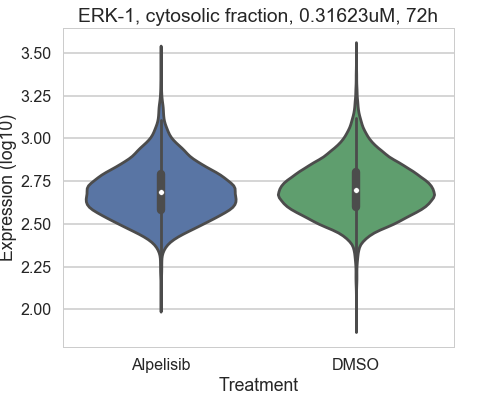 ERK-1, cytosolic fraction, 0.31623uM, 72h
Expression (log10)
3.50
3.25
3.00
2.75
2.50
2.25
2.00
Alpelisib
DMSO
Treatment